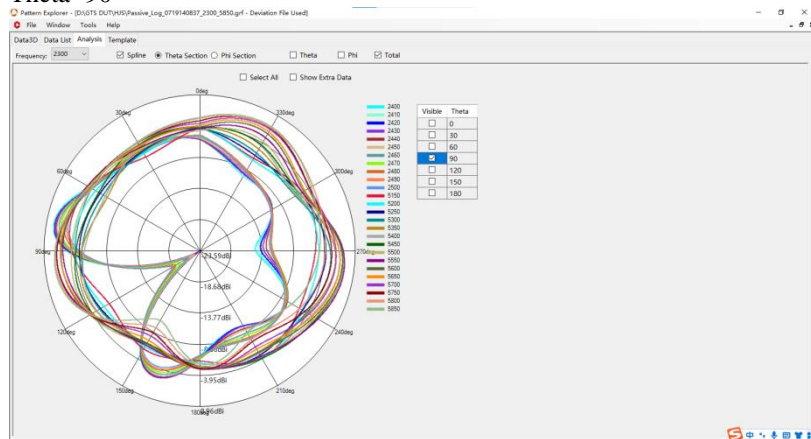 Theta=90
Pattern Explorer - [D:\GTS DUT\HJS\Passive_Log_0719140837_2300_5850.grf - Deviation File Used]
File Window Tools Help
Data3D Data List Analysis Template
Frequency: 2300 Spline Theta Section Phi Section Theta Phi Total
Select All Show Extra Data
0deg
30deg
330deg
60deg
300deg
90deg
270deg
120deg
240deg
150deg
210deg
-23.59dBi
-18.68dBi
-13.77dBi
-3.95dBi
2400
2410
2420
2430
2440
2450
2460
2470
2480
2490
2500
5150
5200
5250
5300
5350
5400
5450
5500
5550
5600
5650
5700
5750
5800
5850
Visible Theta
0
30
60
90
120
150
180
中